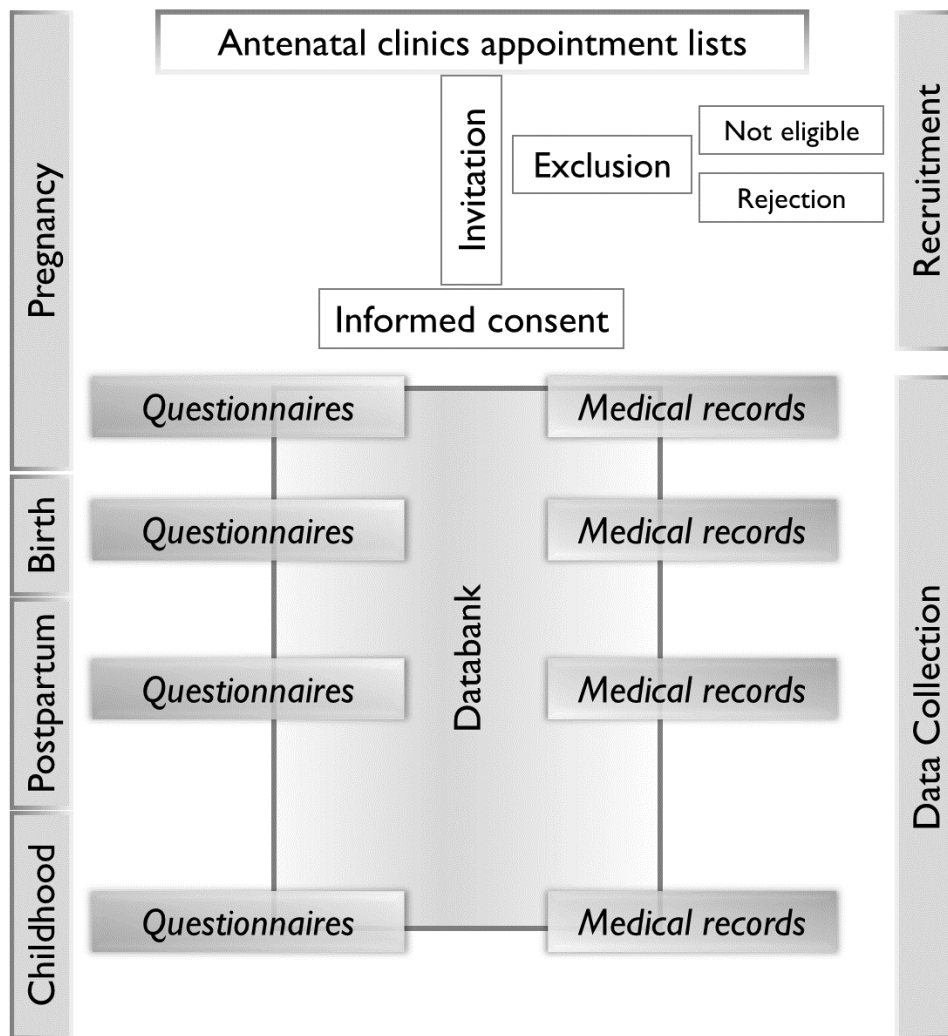 Antenatal clinics appointment lists
Pregnancy
Invitation
Exclusion
Not eligible
Rejection
Recruitment
Informed consent
Questionnaires
Medical records
Birth
Questionnaires
Medical records
Databank
Data Collection
Postpartum
Questionnaires
Medical records
Childhood
Questionnaires
Medical records